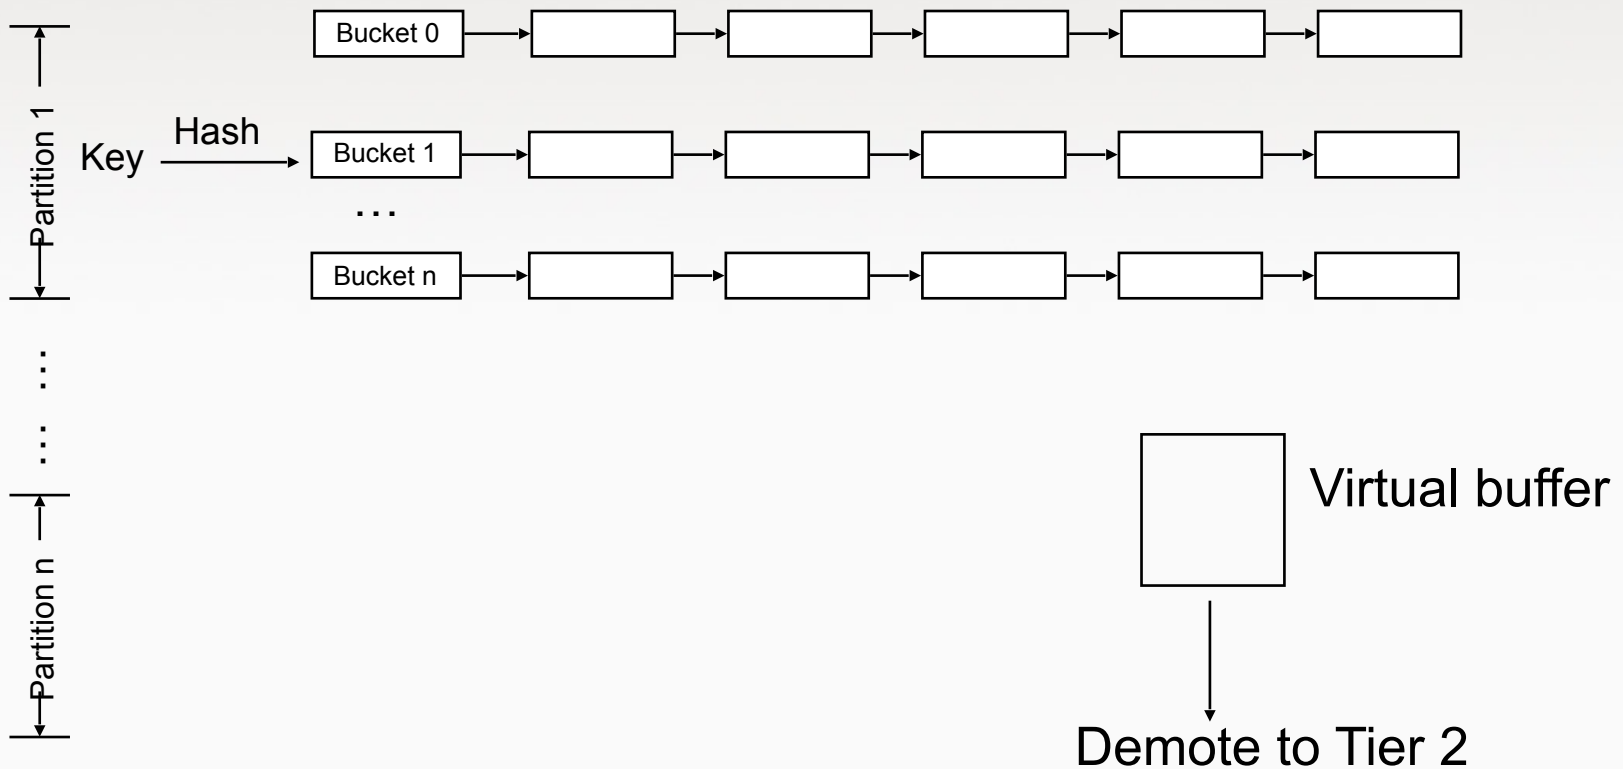 Bucket 0
Partition 1
Key
Hash
Bucket 1
...
Bucket n
... ...
Partition n
Virtual buffer
Demote to Tier 2